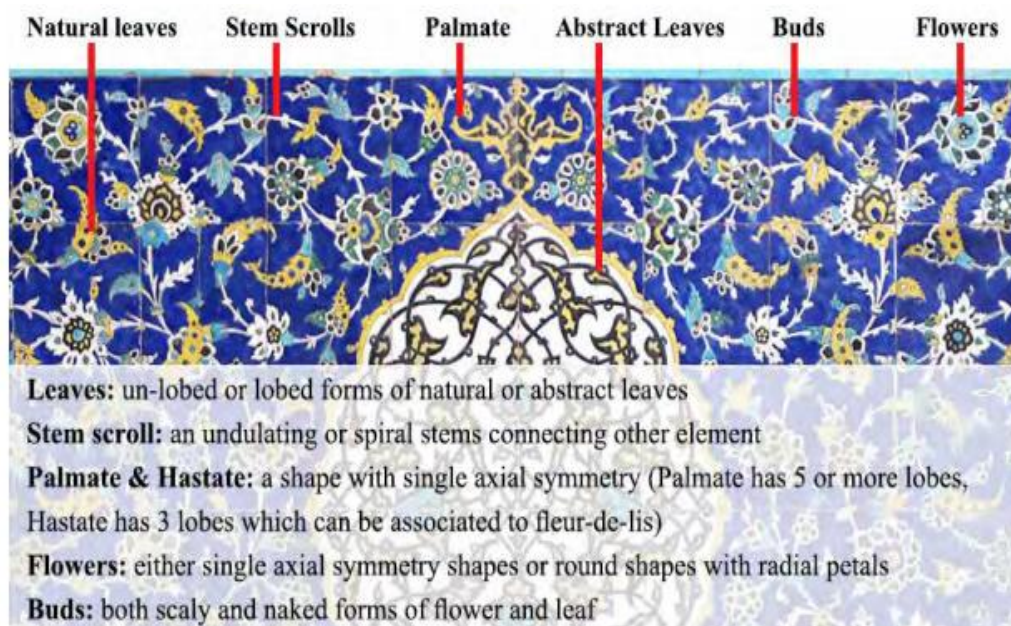 Natural leaves Stem Scrolls Palmate Abstract Leaves Buds Flowers
Leaves: un-lobed or lobed forms of natural or abstract leaves
Stem scroll: an undulating or spiral stems connecting other element
Palmate & Hastate: a shape with single axial symmetry (Palmate has 5 or more lobes,
Hastate has 3 lobes which can be associated to fleur-de-lis)
Flowers: either single axial symmetry shapes or round shapes with radial petals
Buds: both scaly and naked forms of flower and leaf